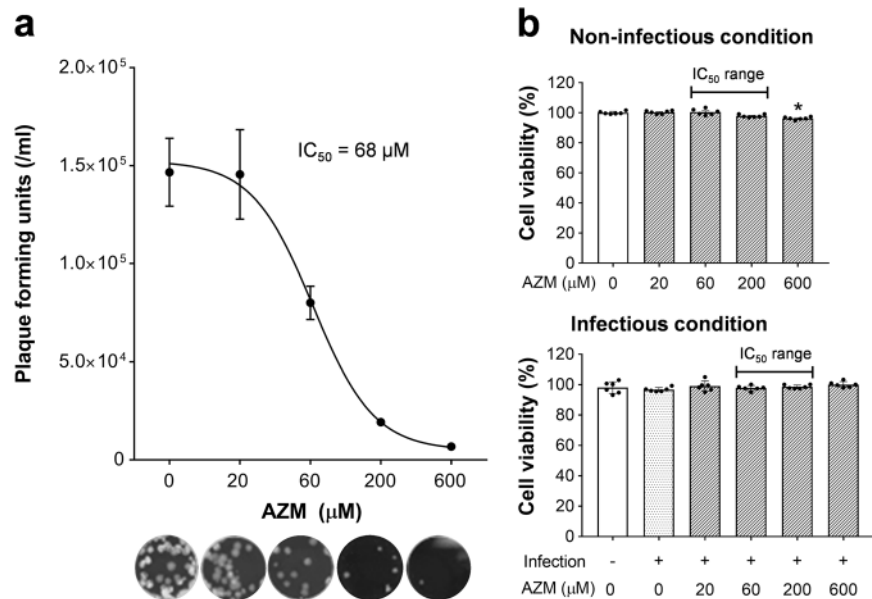 a
2.0×10⁵
1.5×10⁵
1.0×10⁵
5.0×10⁴
0
Plaque forming units (/ml)
IC₅₀ = 68 μM
0 20 60 200 600
AZM (μM)
b
Non-infectious condition
IC₅₀ range
*
120
100
80
60
40
20
0
Cell viability (%)
AZM (μM) 0 20 60 200 600
Infectious condition
IC₅₀ range
120
100
80
60
40
20
0
Cell viability (%)
Infection - + + + + +
AZM (μM) 0 0 20 60 200 600